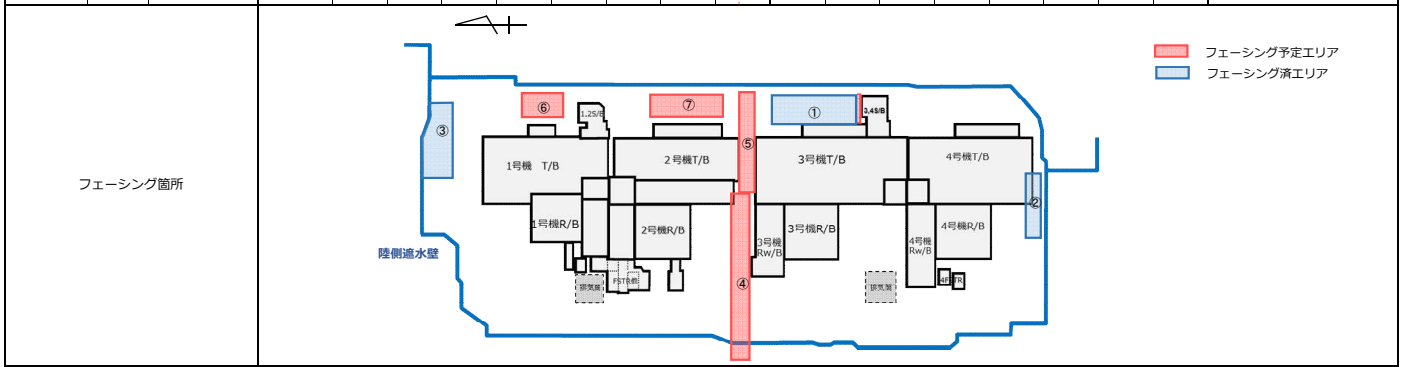 フェーシング箇所
フェーシング予定エリア
フェーシング済エリア
③
⑥
1,2S/B
⑦
⑤
①
3,4S/B
1号機 T/B
2号機T/B
3号機T/B
4号機T/B
②
1号機R/B
2号機R/B
3号機
Rw/B
3号機R/B
4号機
Rw/B
4号機R/B
陸側遮水壁
排気筒
④
排気筒